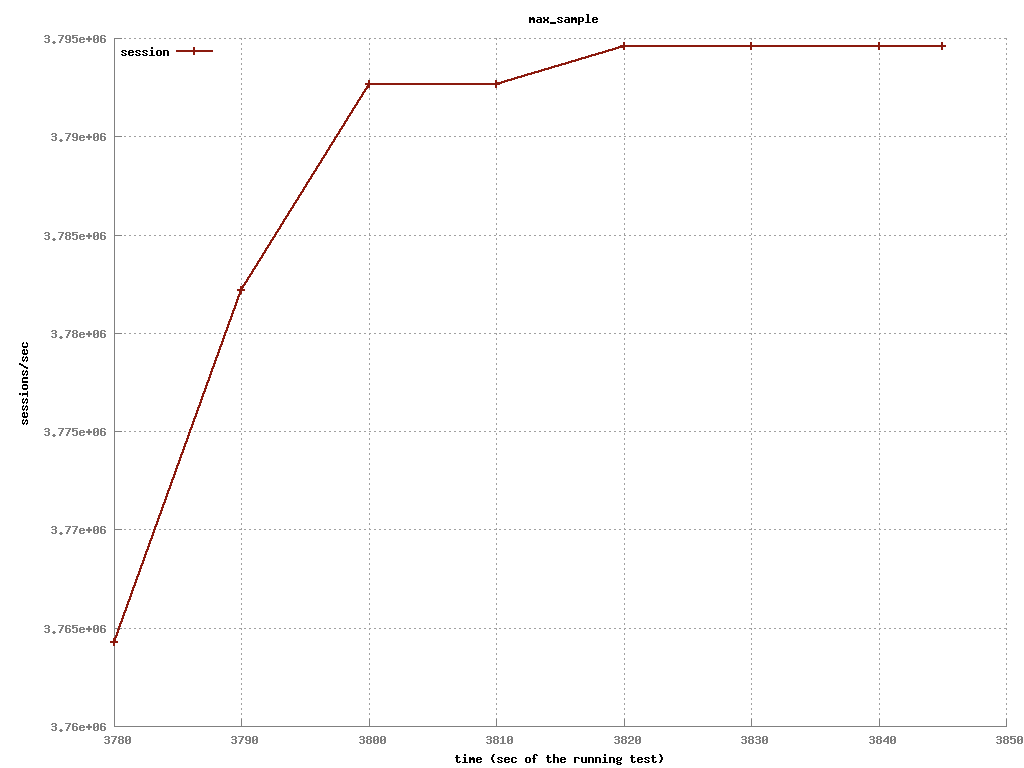 max_sample
3.795e+06
session
3.79e+06
3.785e+06
3.78e+06
sessions/sec
3.775e+06
3.77e+06
3.765e+06
3.76e+06
3780 3790 3800 3810 3820 3830 3840 3850
time (sec of the running test)